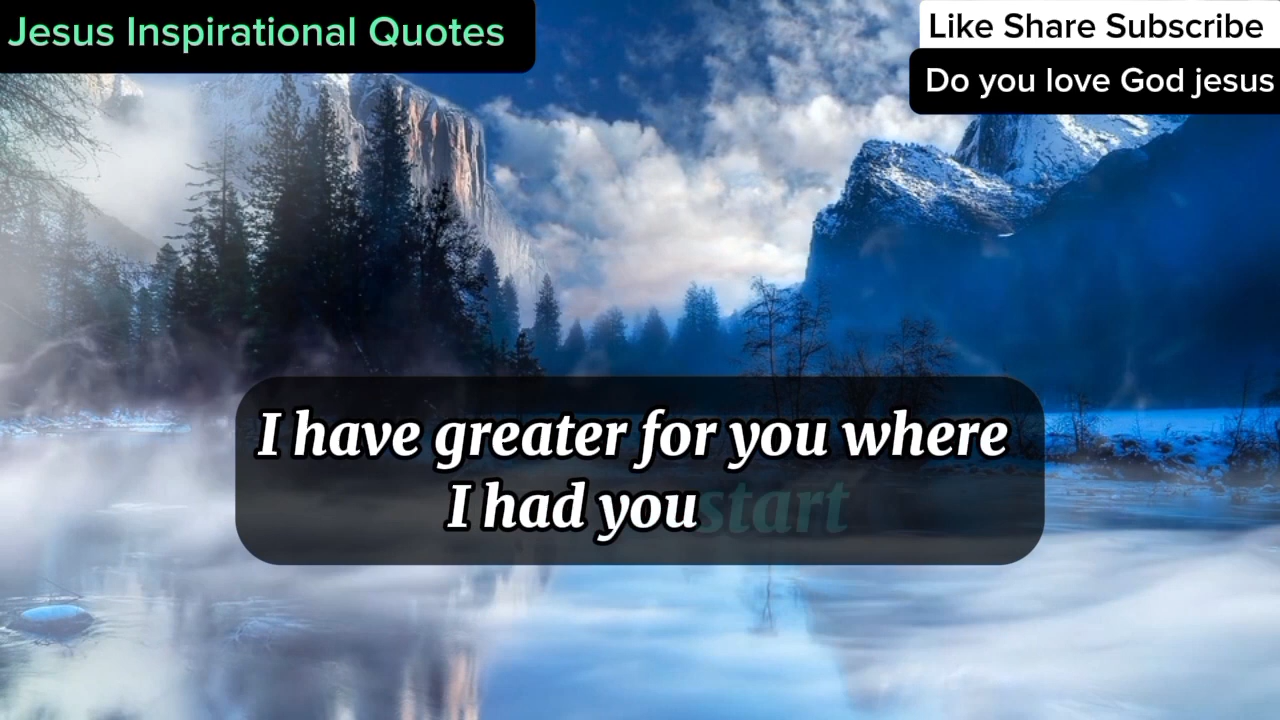 Jesus Inspirational Quotes
Like Share Subscribe
Do you love God jesus
I have greater for you where
I had you start